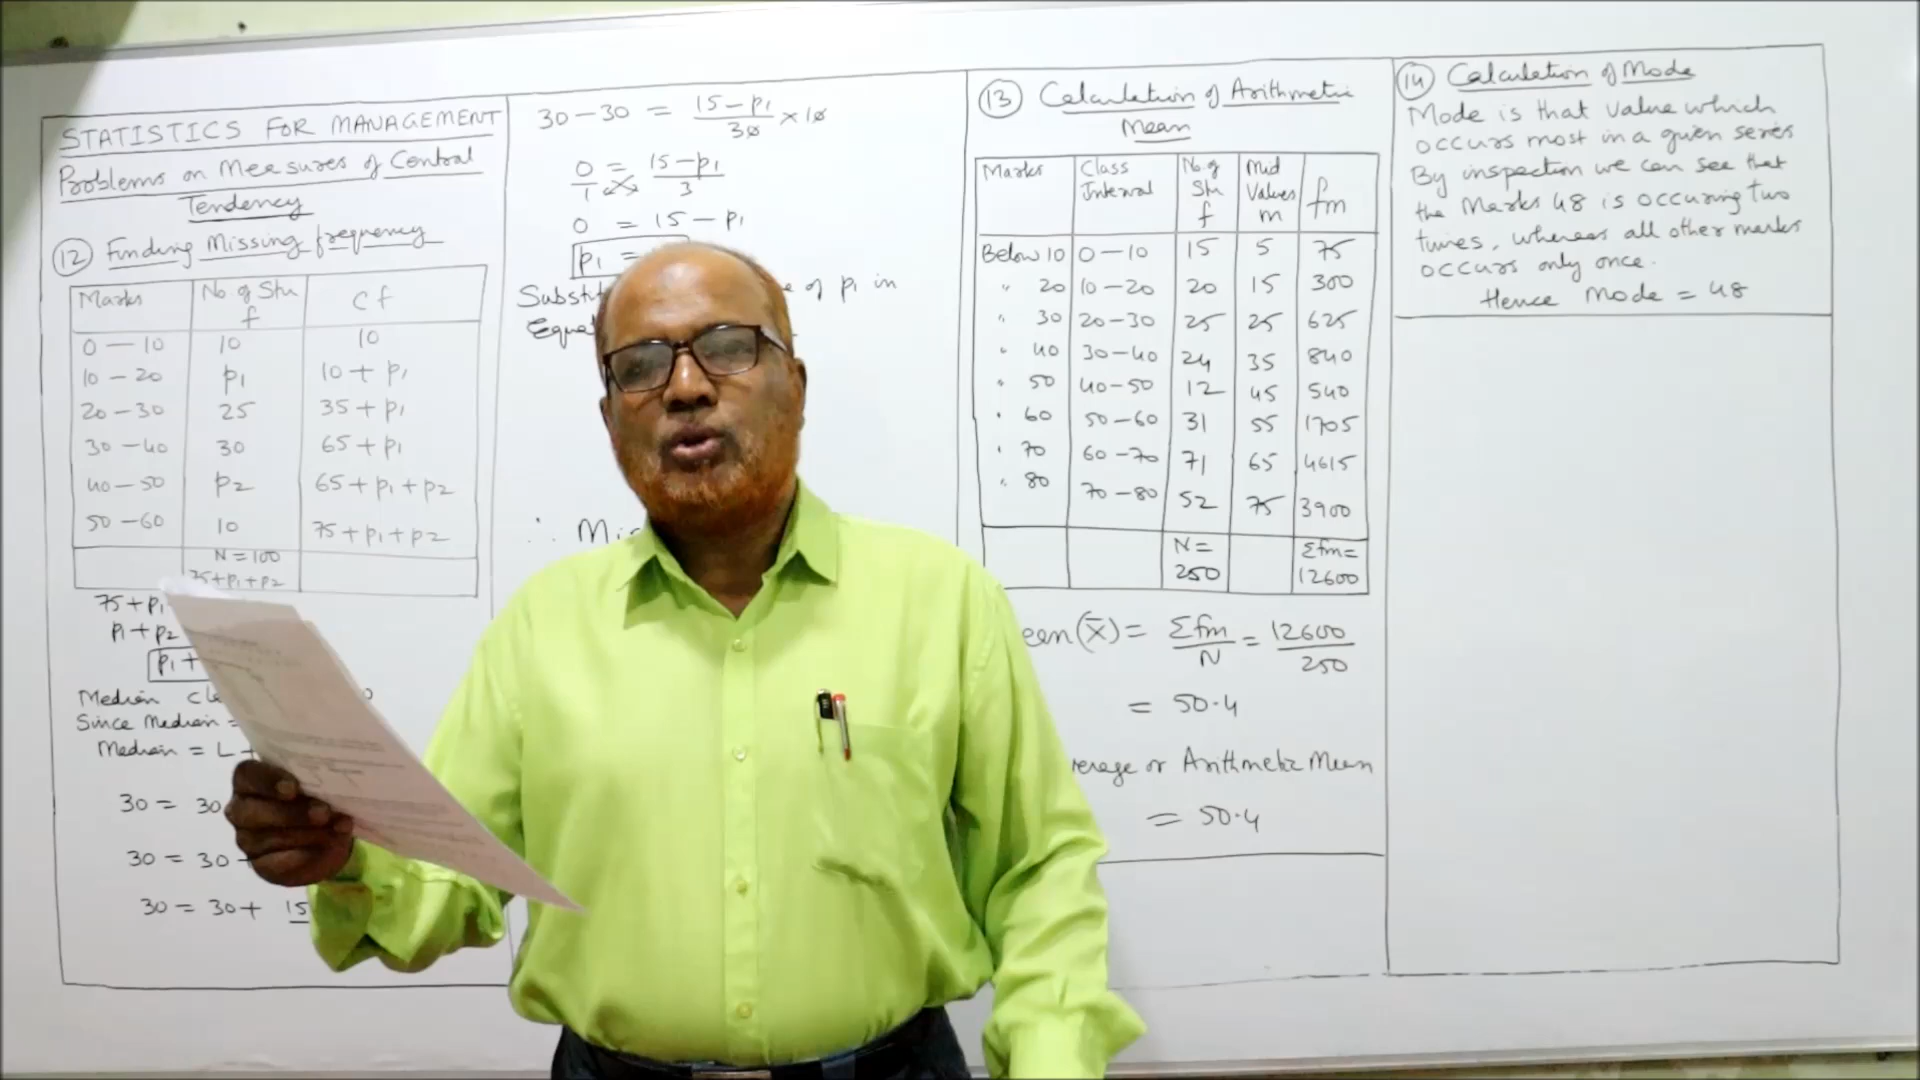 STATISTICS FOR MANAGEMENT
Problems on Measures of Central
Tendency
12 Finding Missing frequency
Marks No. of Stu f c f
0 — 10 10 10
10 — 20 p1 10 + p1
20 — 30 25 35 + p1
30 — 40 30 65 + p1
40 — 50 p2 65 + p1 + p2
50 — 60 10 75 + p1 + p2
N = 100
75 + p1 + p2
75 + p1
p1 + p2
p1 +
Median
Since Median =
Median = L
30 = 30
30 = 30
30 = 30 + 15
30 — 30 = 15 — p1 / 30 × 10
0 / 1 = 15 — p1 / 3
0 = 15 — p1
p1 =
of p1 in
∴
13 Calculation of Arithmetic
Mean
Marks Class Interval No. of Stu f Mid Values m fm
Below 10 0 — 10 15 5 75
" 20 10 — 20 20 15 300
" 30 20 — 30 25 25 625
" 40 30 — 40 24 35 840
" 50 40 — 50 12 45 540
" 60 50 — 60 31 55 1705
" 70 60 — 70 71 65 4615
" 80 70 — 80 52 75 3900
N = 250 Σfm = 12600
(x̄) = Σfm / N = 12600 / 250
= 50.4
or Arithmetic Mean
= 50.4
14 Calculation of Mode
Mode is that value which
occurs most in a given series
By inspection we can see that
the Marks 48 is occuring two
times, whereas all other marks
occurs only once.
Hence Mode = 48